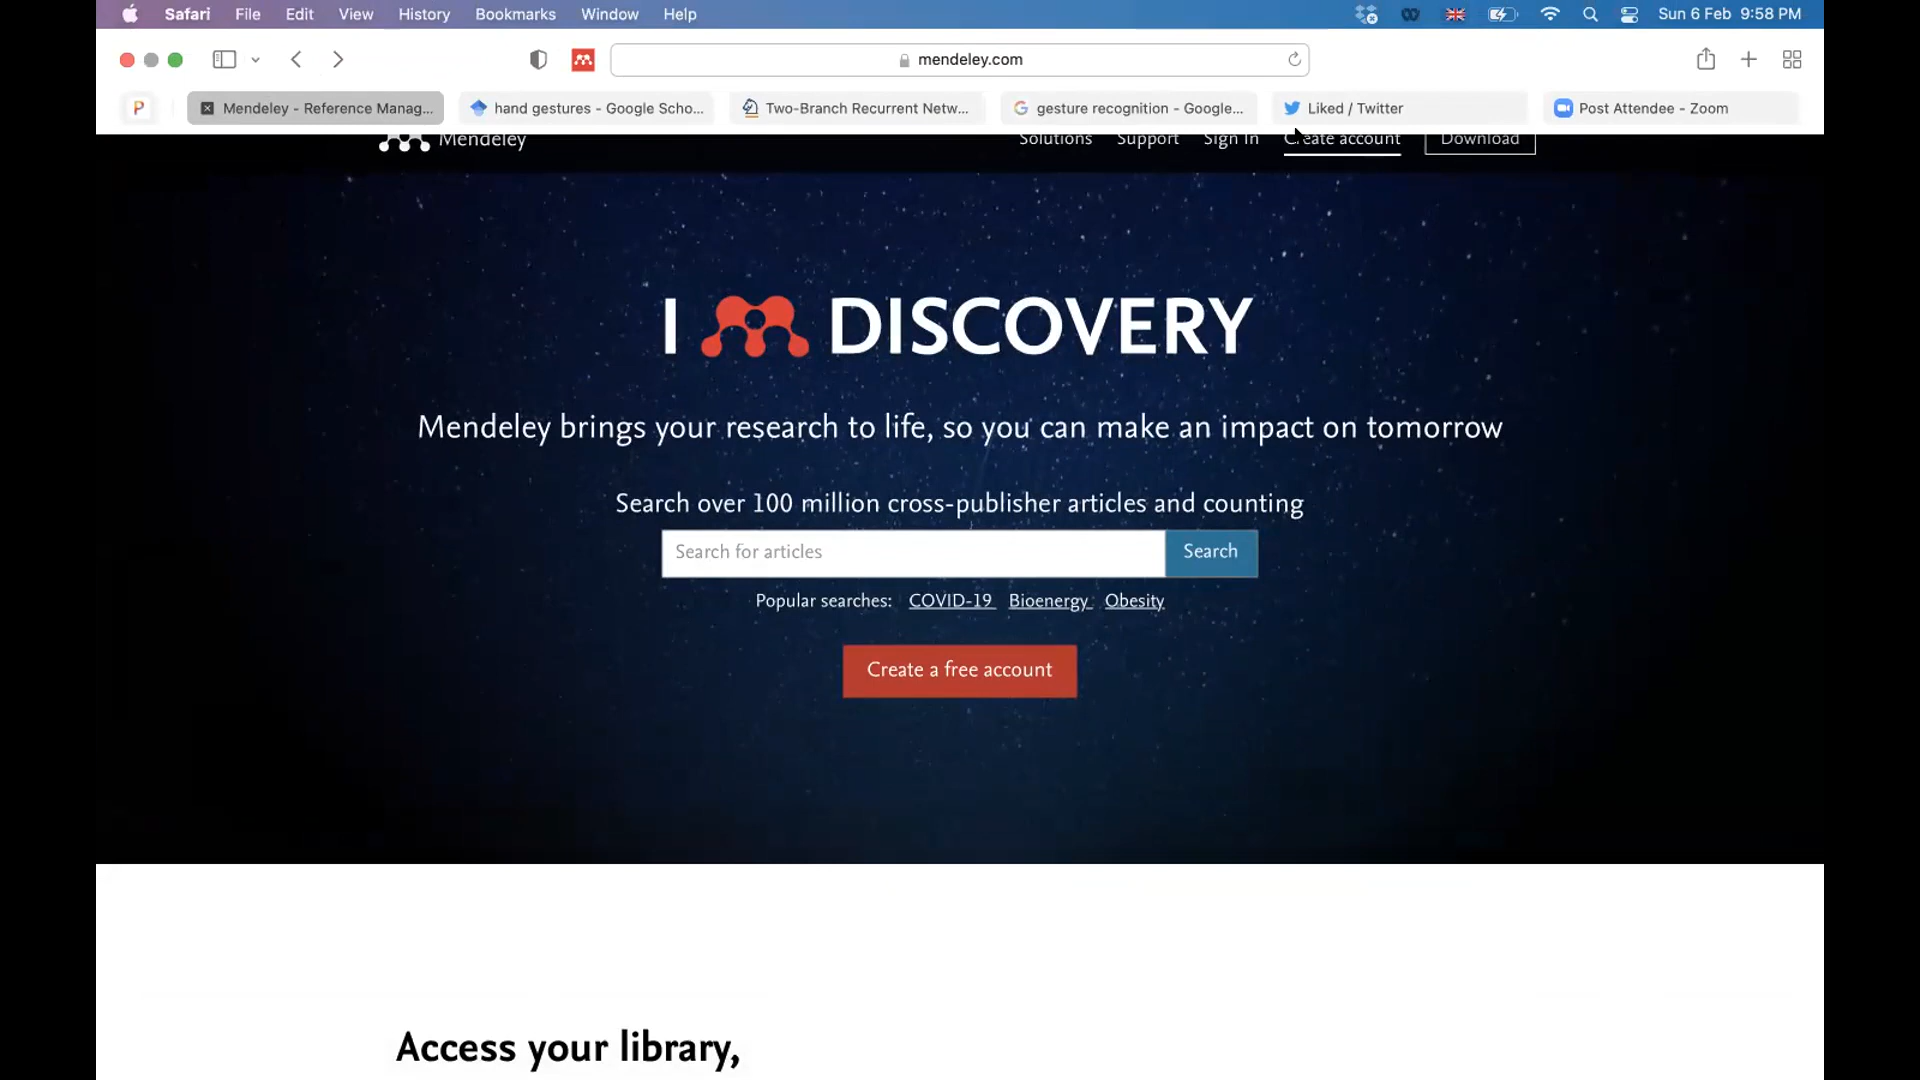 Safari File Edit View History Bookmarks Window Help Sun 6 Feb 9:58 PM
mendeley.com
P Mendeley - Reference Manag... hand gestures - Google Scho... Two-Branch Recurrent Netw... gesture recognition - Google... Liked / Twitter Post Attendee - Zoom
Mendeley Solutions Support Sign In Create account Download
I DISCOVERY
Mendeley brings your research to life, so you can make an impact on tomorrow
Search over 100 million cross-publisher articles and counting
Search for articles Search
Popular searches: COVID-19 Bioenergy Obesity
Create a free account
Access your library,